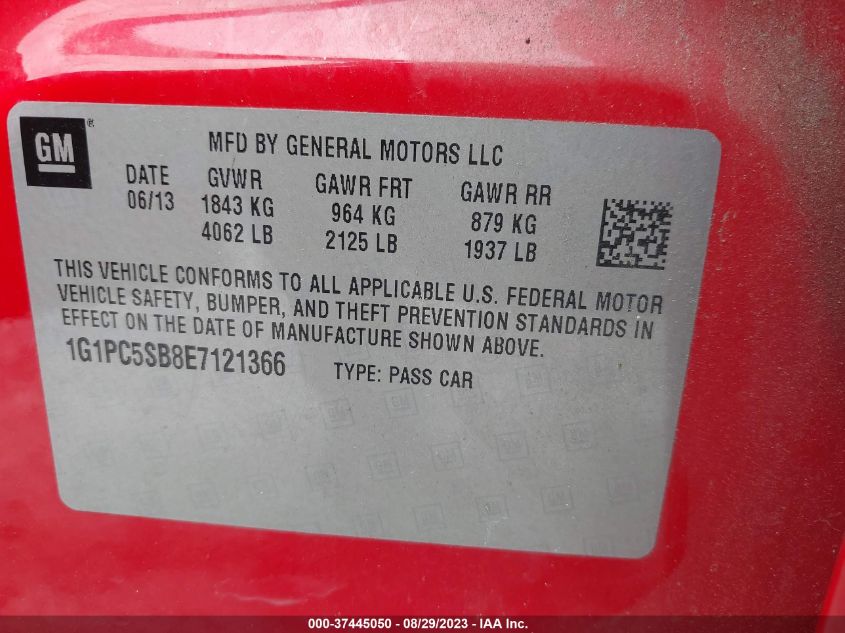 GM ®
MFD BY GENERAL MOTORS LLC
DATE GVWR GAWR FRT GAWR RR
06/13 1843 KG 964 KG 879 KG
4062 LB 2125 LB 1937 LB
THIS VEHICLE CONFORMS TO ALL APPLICABLE U.S. FEDERAL MOTOR
VEHICLE SAFETY, BUMPER, AND THEFT PREVENTION STANDARDS IN
EFFECT ON THE DATE OF MANUFACTURE SHOWN ABOVE.
1G1PC5SB8E7121366 TYPE: PASS CAR
000-37445050 - 08/29/2023 - IAA Inc.